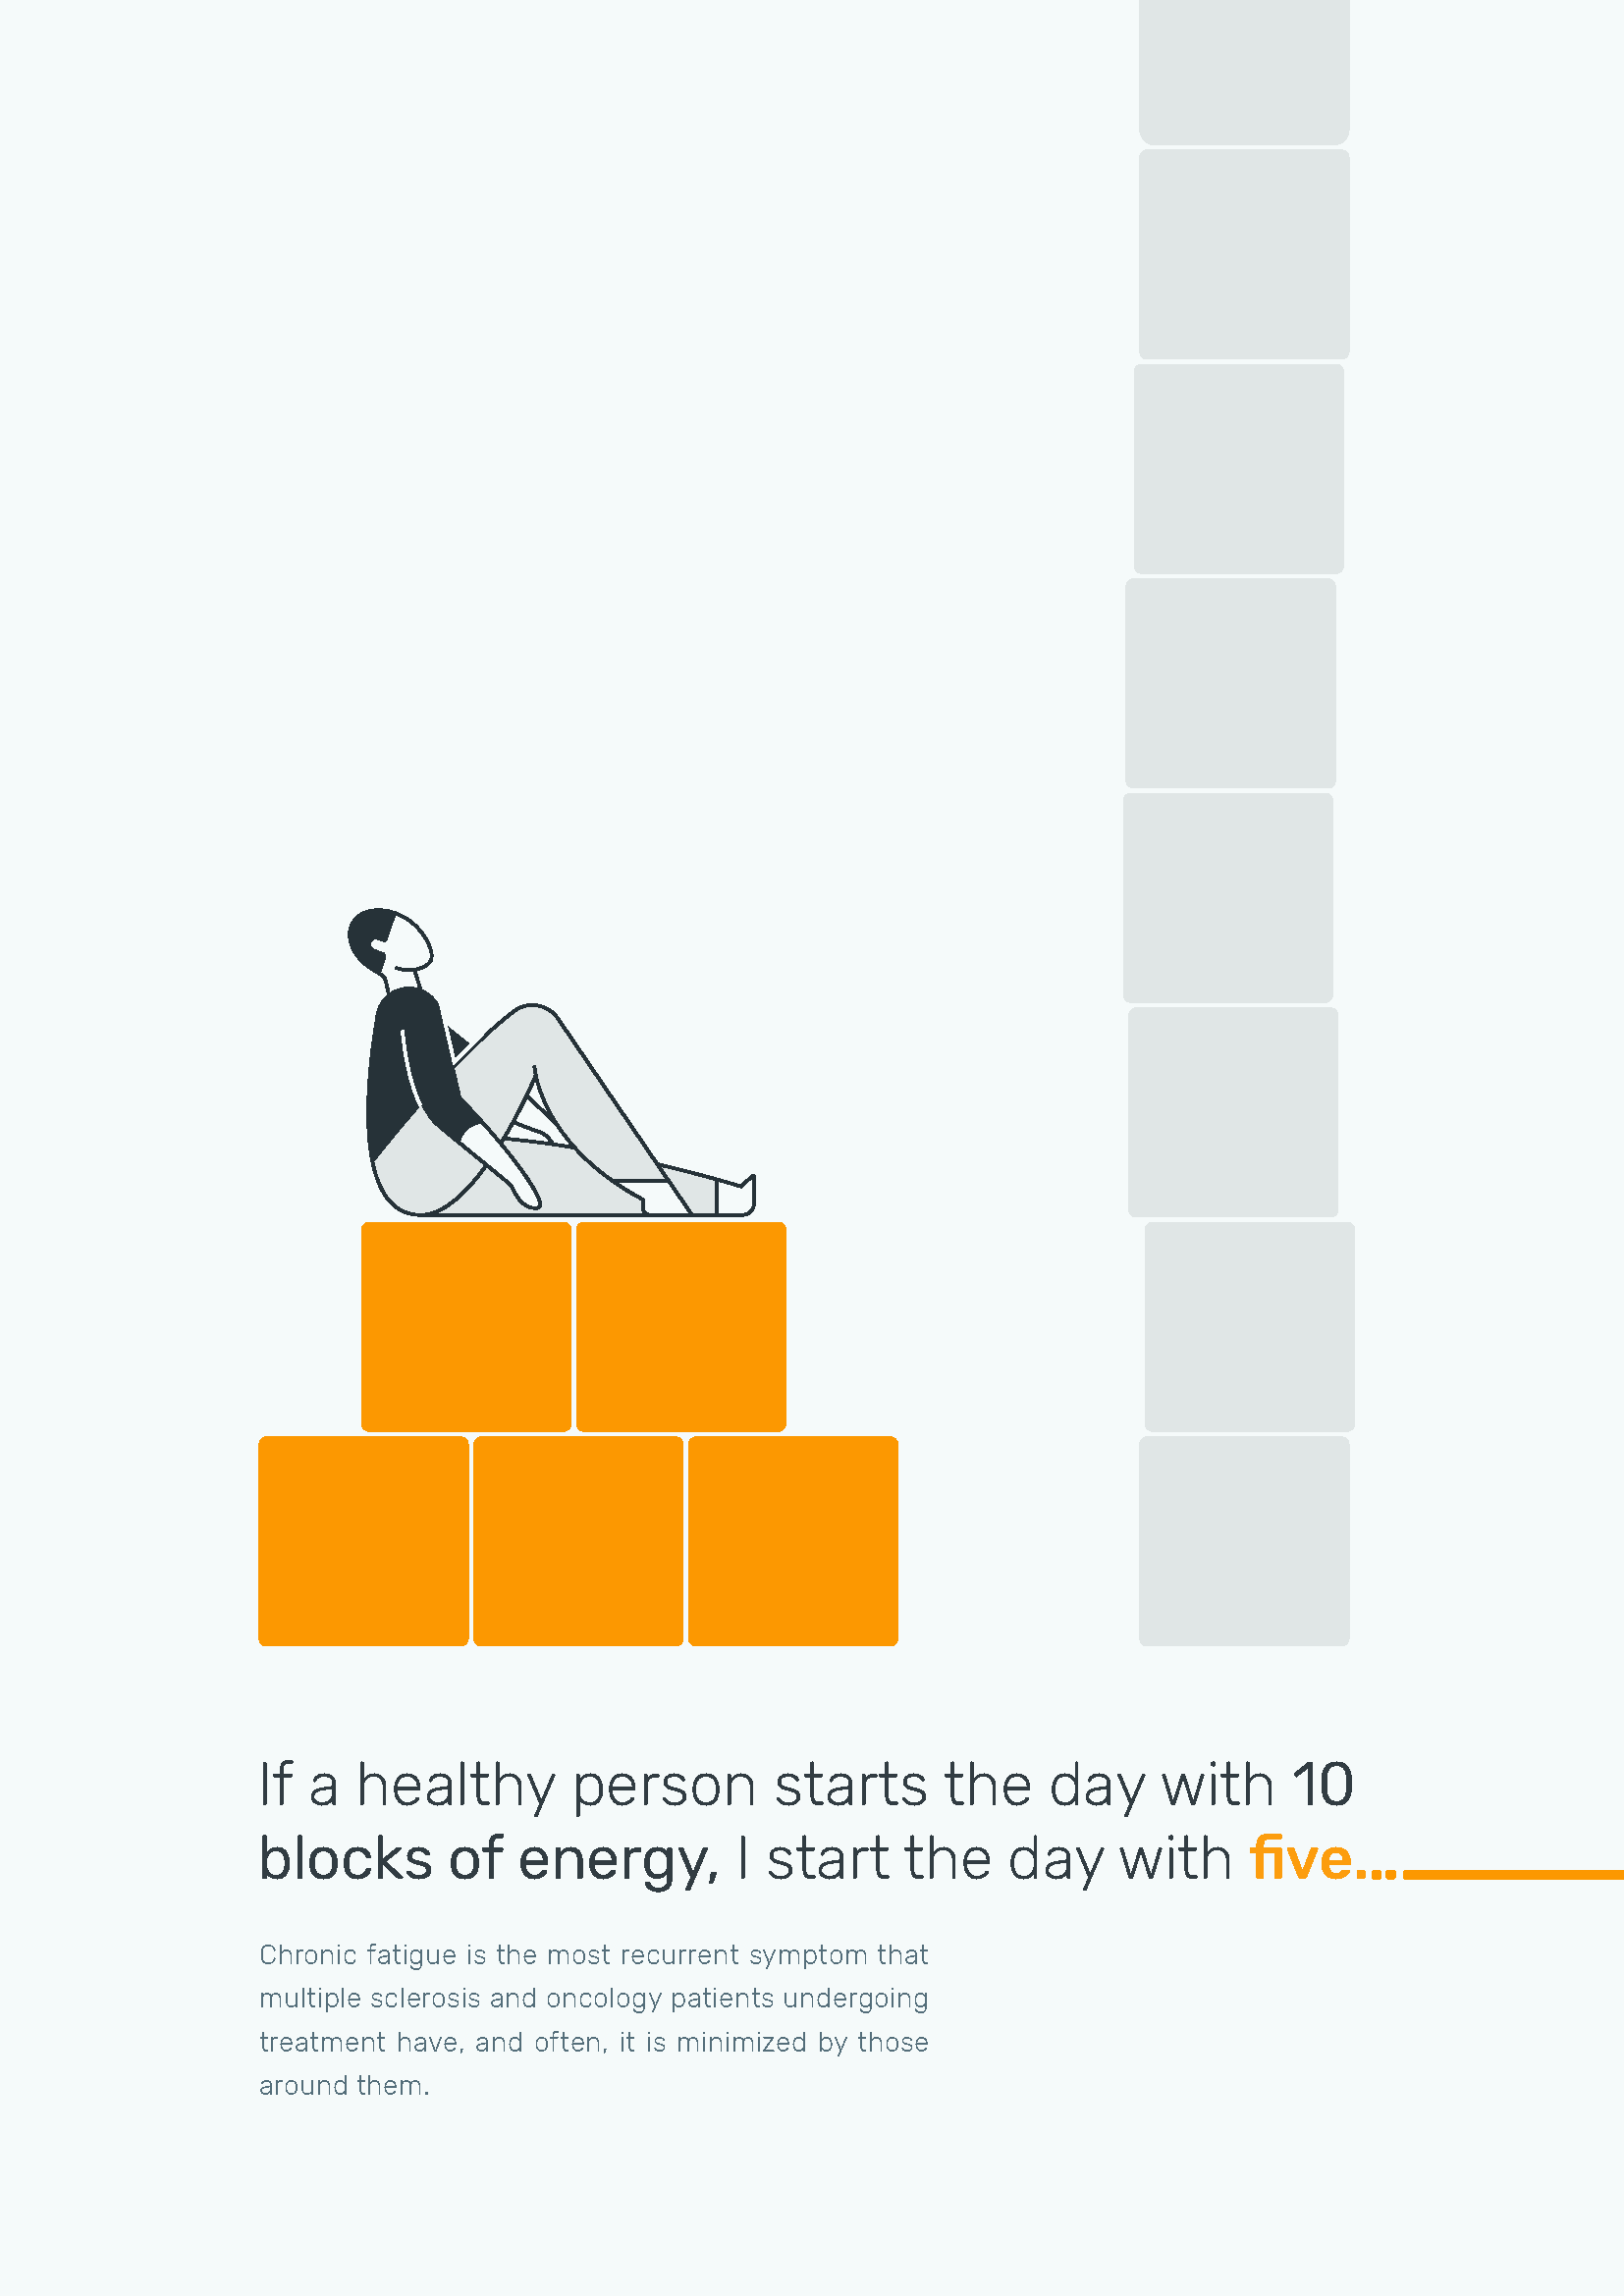 If a healthy person starts the day with 10
blocks of energy, I start the day with five...
Chronic fatigue is the most recurrent symptom that
multiple sclerosis and oncology patients undergoing
treatment have, and often, it is minimized by those
around them.